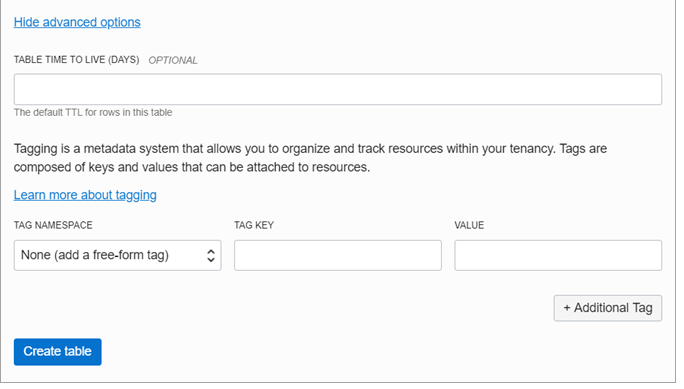 Hide advanced options
TABLE TIME TO LIVE (DAYS) OPTIONAL
The default TTL for rows in this table
Tagging is a metadata system that allows you to organize and track resources within your tenancy. Tags are
composed of keys and values that can be attached to resources.
Learn more about tagging
TAG NAMESPACE TAG KEY VALUE
None (add a free-form tag)
+ Additional Tag
Create table